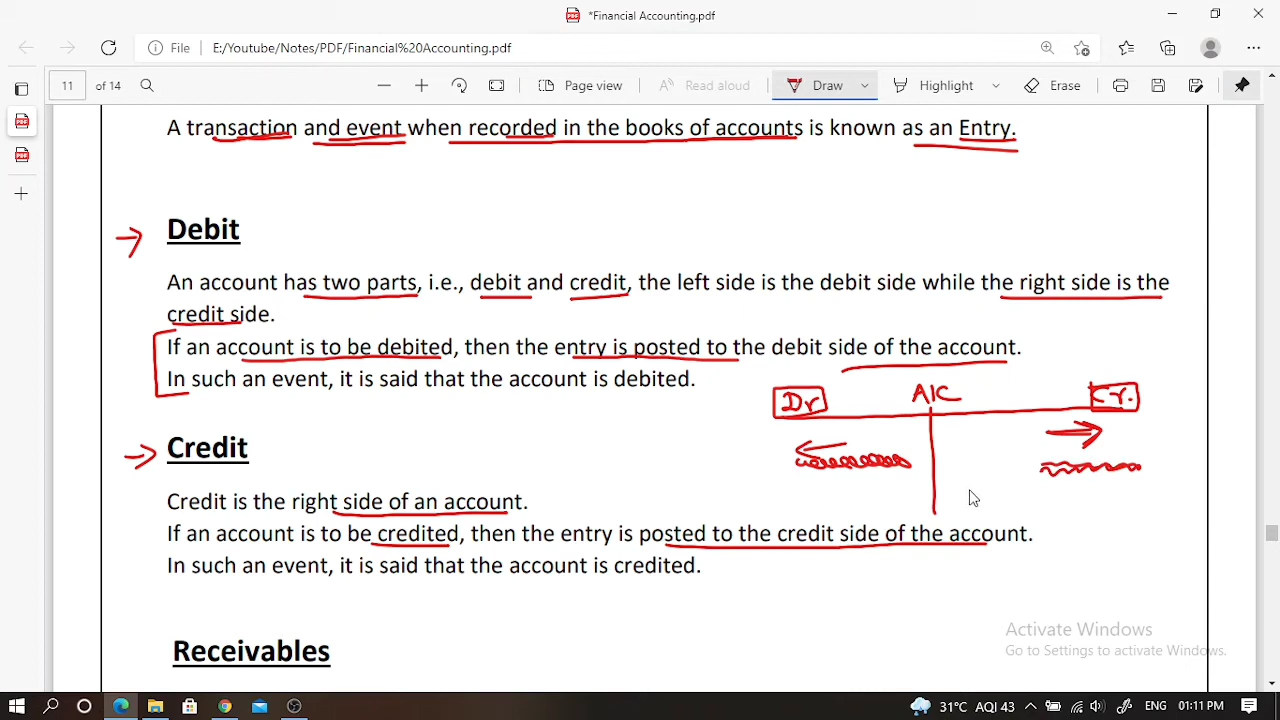 *Financial Accounting.pdf
File | E:/Youtube/Notes/PDF/Financial%20Accounting.pdf
11 of 14 Page view Read aloud Draw Highlight Erase
A transaction and event when recorded in the books of accounts is known as an Entry.
Debit
An account has two parts, i.e., debit and credit, the left side is the debit side while the right side is the
credit side.
If an account is to be debited, then the entry is posted to the debit side of the account.
In such an event, it is said that the account is debited.
Dr A/C Cr.
Credit
Credit is the right side of an account.
If an account is to be credited, then the entry is posted to the credit side of the account.
In such an event, it is said that the account is credited.
Activate Windows
Go to Settings to activate Windows.
Receivables
31°C AQI 43 ENG 01:11 PM